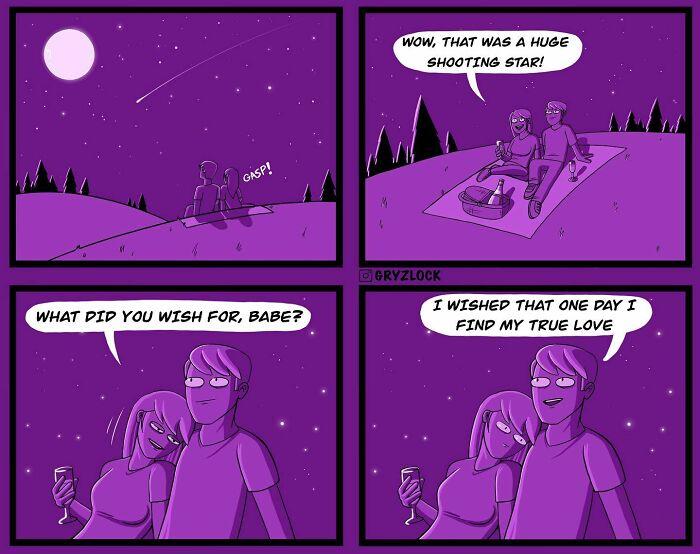 GASP!
WOW, THAT WAS A HUGE
SHOOTING STAR!
GRYZLOCK
WHAT DID YOU WISH FOR, BABE?
I WISHED THAT ONE DAY I
FIND MY TRUE LOVE